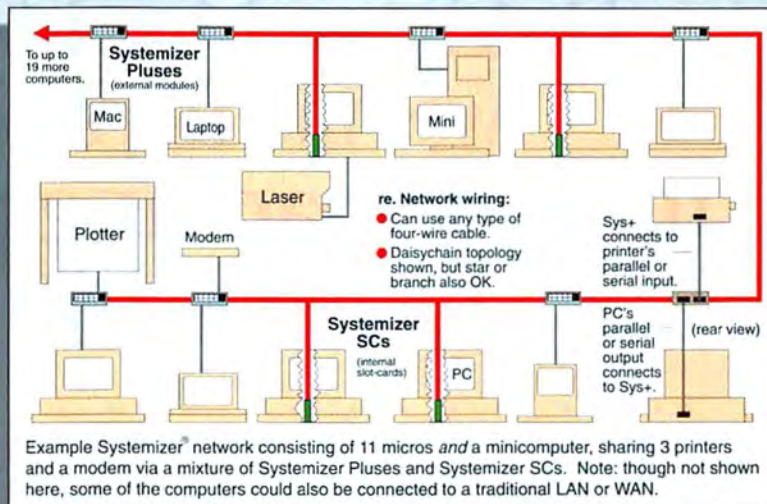 To up to
19 more
computers.
Systemizer
Pluses
(external modules)
Mac
Laptop
Mini
Laser
Plotter
Modem
re. Network wiring:
● Can use any type of
four-wire cable.
● Daisychain topology
shown, but star or
branch also OK.
Sys+
connects to
printer's
parallel or
serial input.
Systemizer
SCs
(internal
slot-cards)
PC
PC's
parallel
or serial
output
connects
to Sys+.
(rear view)
Example Systemizer® network consisting of 11 micros and a minicomputer, sharing 3 printers
and a modem via a mixture of Systemizer Pluses and Systemizer SCs. Note: though not shown
here, some of the computers could also be connected to a traditional LAN or WAN.